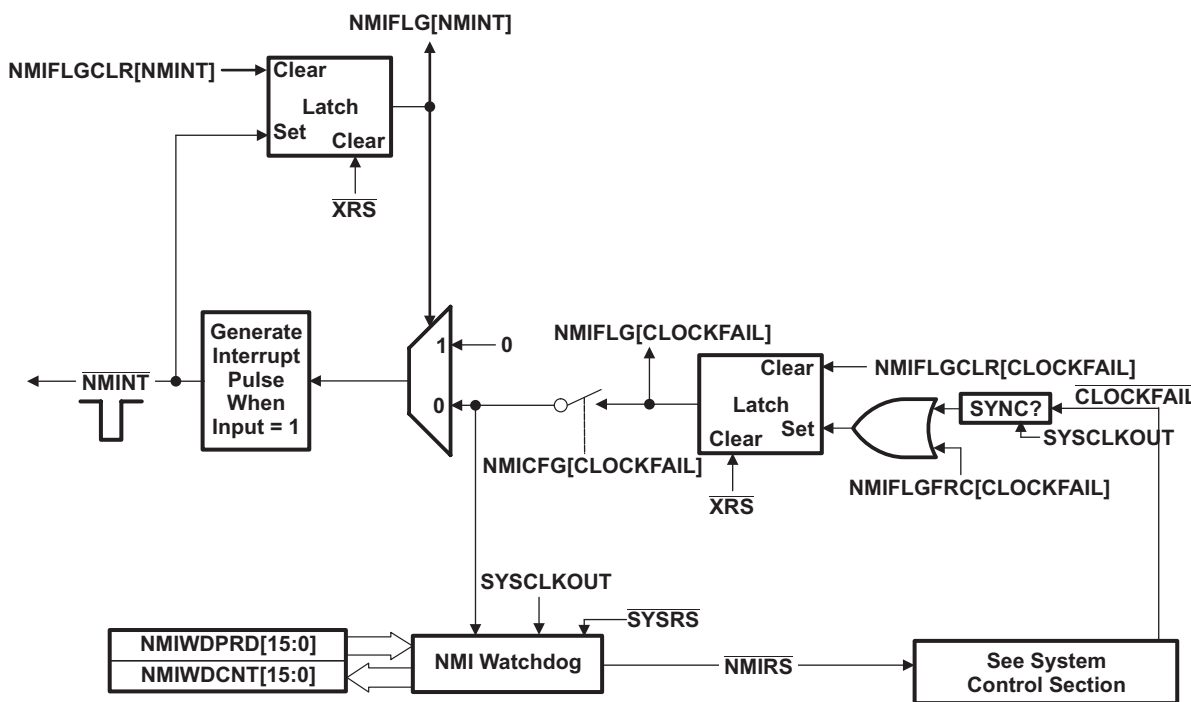 NMIFLG[NMINT]
NMIFLGCLR[NMINT]
Clear
Latch
Set
Clear
XRS
Generate
Interrupt
Pulse
When
Input = 1
NMINT
1
0
0
NMIFLG[CLOCKFAIL]
NMICFG[CLOCKFAIL]
Clear
Latch
Set
Clear
XRS
NMIFLGCLR[CLOCKFAIL]
CLOCKFAIL
SYNC?
SYSCLKOUT
NMIFLGFRC[CLOCKFAIL]
SYSCLKOUT
SYSRS
NMIWDPRD[15:0]
NMIWDCNT[15:0]
NMI Watchdog
NMIRS
See System
Control Section